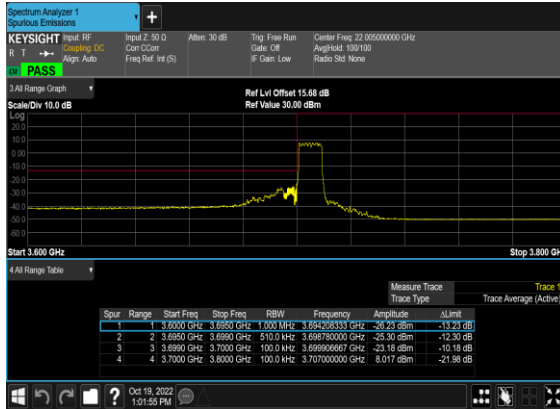 Spectrum Analyzer 1
Spurious Emissions
+
KEYSIGHT Input: RF Input Z: 50 Ω Atten: 30 dB Trig: Free Run Center Freq: 22.005000000 GHz
R T Coupling: DC Corr CCorr Gate: Off Avg|Hold: 100/100
Align: Auto Freq Ref: Int (S) IF Gain: Low Radio Std: None
PASS
3 All Range Graph Ref Lvl Offset 15.68 dB
Scale/Div 10.0 dB Ref Value 30.00 dBm
Log
20.0
10.0
0.00
-10.0
-20.0
-30.0
-40.0
-50.0
-60.0
Start 3.600 GHz Stop 3.800 GH
4 All Range Table
Measure Trace Trace 1
Trace Type Trace Average (Active)
Spur Range Start Freq Stop Freq RBW Frequency Amplitude ΔLimit
1 1 3.6000 GHz 3.6950 GHz 1.000 MHz 3.694208333 GHz -26.23 dBm -13.23 dB
2 2 3.6950 GHz 3.6990 GHz 510.0 kHz 3.698780000 GHz -25.30 dBm -12.30 dB
3 3 3.6990 GHz 3.7000 GHz 100.0 kHz 3.699906667 GHz -23.18 dBm -10.18 dB
4 4 3.7000 GHz 3.8000 GHz 100.0 kHz 3.707000000 GHz 8.017 dBm -21.98 dB
? Oct 19, 2022
1:01:55 PM